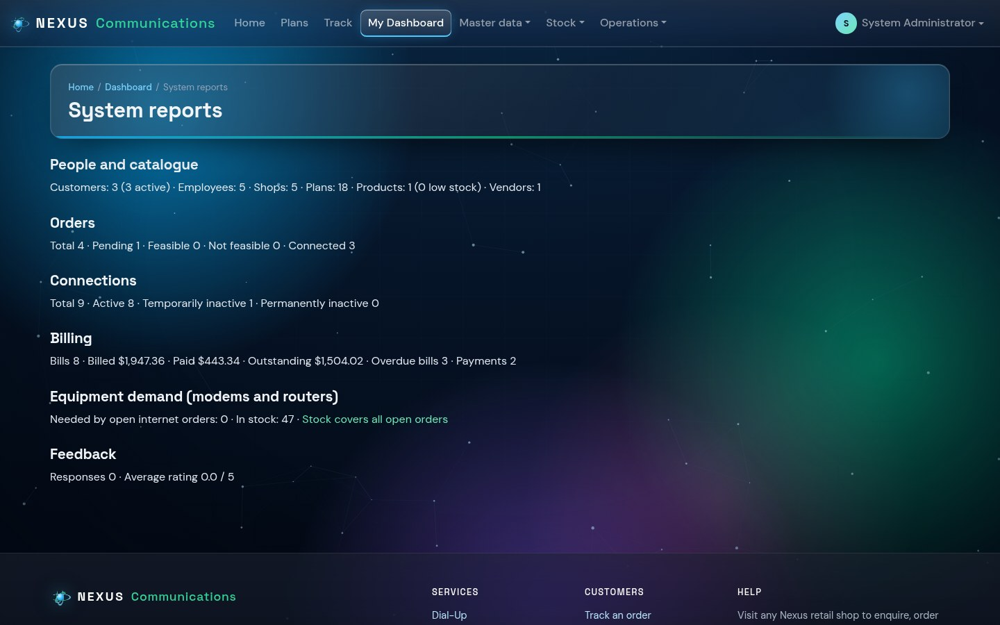 NEXUS Communications Home Plans Track My Dashboard Master data Stock Operations S System Administrator
Home / Dashboard / System reports
System reports
People and catalogue
Customers: 3 (3 active) · Employees: 5 · Shops: 5 · Plans: 18 · Products: 1 (0 low stock) · Vendors: 1
Orders
Total 4 · Pending 1 · Feasible 0 · Not feasible 0 · Connected 3
Connections
Total 9 · Active 8 · Temporarily inactive 1 · Permanently inactive 0
Billing
Bills 8 · Billed $1,947.36 · Paid $443.34 · Outstanding $1,504.02 · Overdue bills 3 · Payments 2
Equipment demand (modems and routers)
Needed by open internet orders: 0 · In stock: 47 · Stock covers all open orders
Feedback
Responses 0 · Average rating 0.0 / 5
NEXUS Communications
SERVICES
Dial-Up
CUSTOMERS
Track an order
HELP
Visit any Nexus retail shop to enquire, order